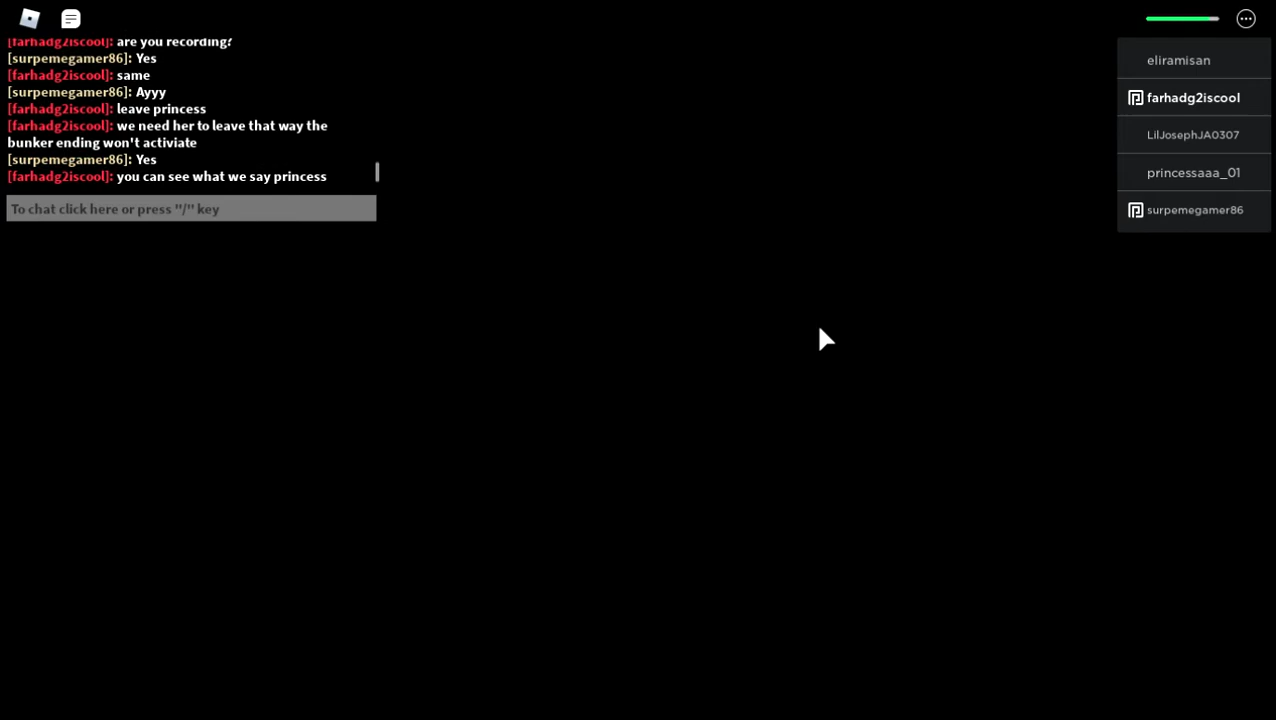 [farhadg2iscool]: are you recording?
[surpemegamer86]: Yes
[farhadg2iscool]: same
[surpemegamer86]: Ayyy
[farhadg2iscool]: leave princess
[farhadg2iscool]: we need her to leave that way the
bunker ending won't activiate
[surpemegamer86]: Yes
[farhadg2iscool]: you can see what we say princess
To chat click here or press "/" key
eliramisan
farhadg2iscool
LilJosephJA0307
princessaaa_01
surpemegamer86